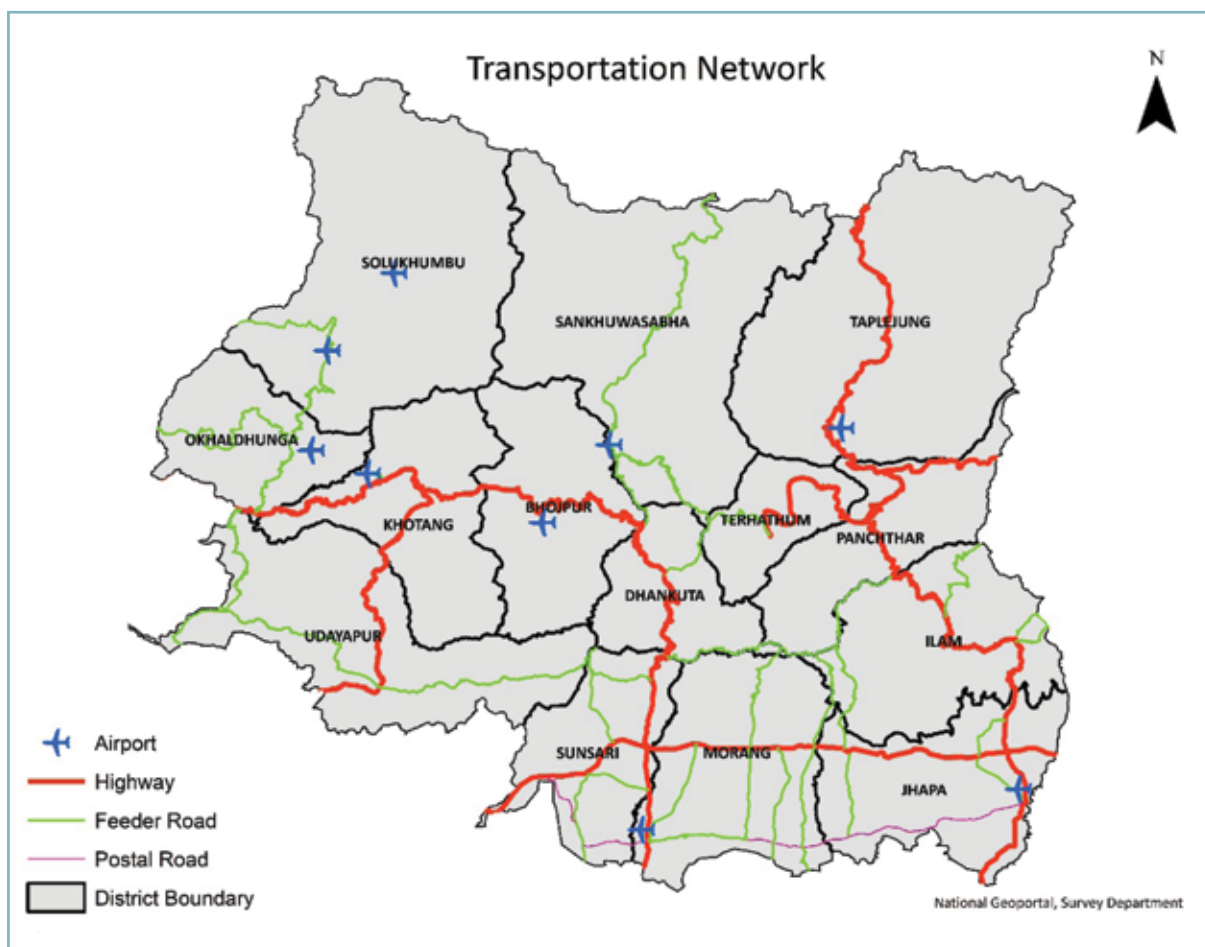 Transportation Network
N
SOLUKHUMBU
SANKHUWASABHA
TAPLEJUNG
OKHALDHUNGA
KHOTANG
BHOJPUR
TERHATHUM
PANCHTHAR
DHANKUTA
UDAYAPUR
ILAM
SUNSARI
MORANG
JHAPA
Airport
Highway
Feeder Road
Postal Road
District Boundary
National Geoportal, Survey Department